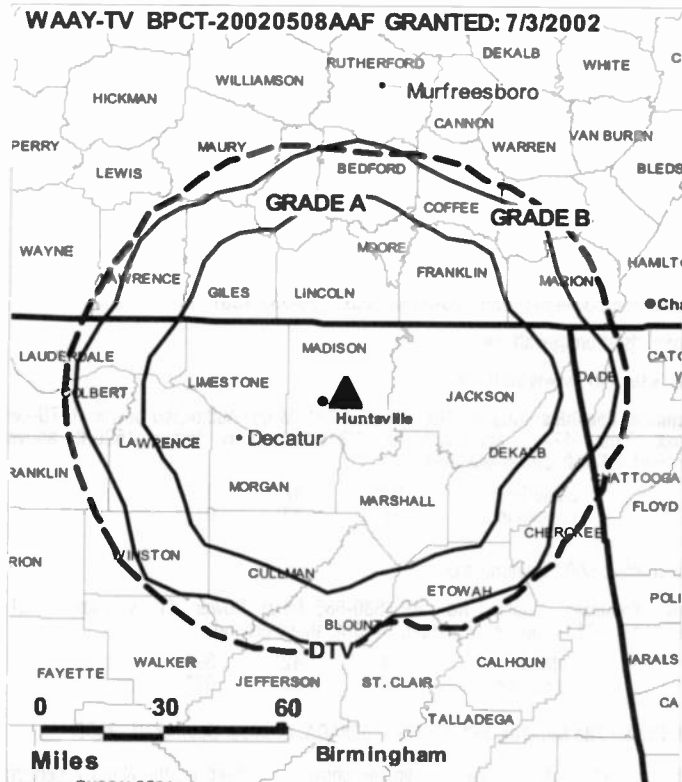 WAAY-TV BPCT-20020508AAF GRANTED: 7/3/2002
DEKALB
RUTHERFORD
WHITE
WILLIAMSON
HICKMAN
Murfreesboro
CANNON
PERRY
MAURY
WARREN
VAN BUREN
BEDFORD
LEWIS
BLEDS
GRADE A
COFFEE
GRADE B
WAYNE
MOORE
HAMILTO
LAWRENCE
FRANKLIN
MARION
GILES
LINCOLN
Cha
MADISON
LAUDERDALE
CATO
COLBERT
LIMESTONE
JACKSON
DADE
Huntsville
Decatur
LAWRENCE
DEKALB
RANKLIN
MORGAN
MARSHALL
CHATTOOGA
FLOYD
CHEROKEE
RION
WINSTON
CULLMAN
ETOWAH
POLI
BLOUNT
DTV
WALKER
CALHOUN
HARALS
FAYETTE
JEFFERSON
ST. CLAIR
CA
0 30 60
TALLADEGA
Miles
Birmingham